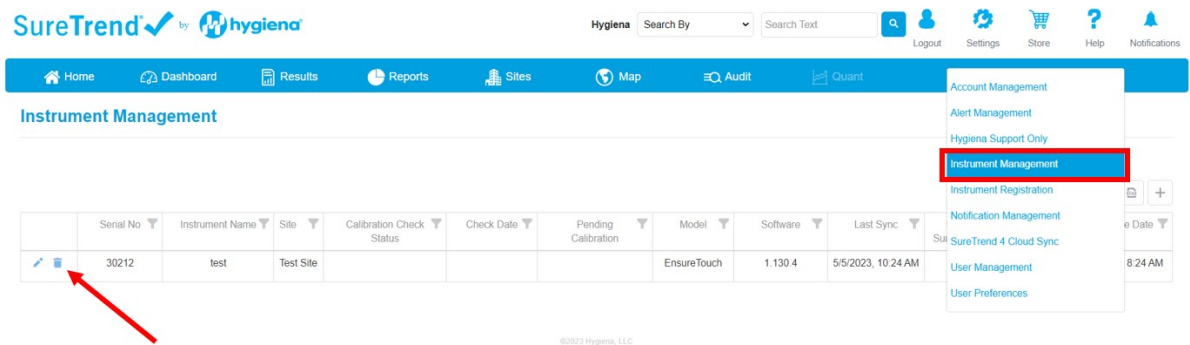 SureTrend by hygiena
Hygiena Search By Search Text
Logout Settings Store Help Notifications
Home Dashboard Results Reports Sites Map Audit Quant
Account Management
Alert Management
Hygiena Support Only
Instrument Management
Instrument Registration
Notification Management
SureTrend 4 Cloud Sync
User Management
User Preferences
Instrument Management
Serial No Instrument Name Site Calibration Check Status Check Date Pending Calibration Model Software Last Sync e Date
30212 test Test Site EnsureTouch 1.130.4 5/5/2023, 10:24 AM 8:24 AM
©2023 Hygiena, LLC